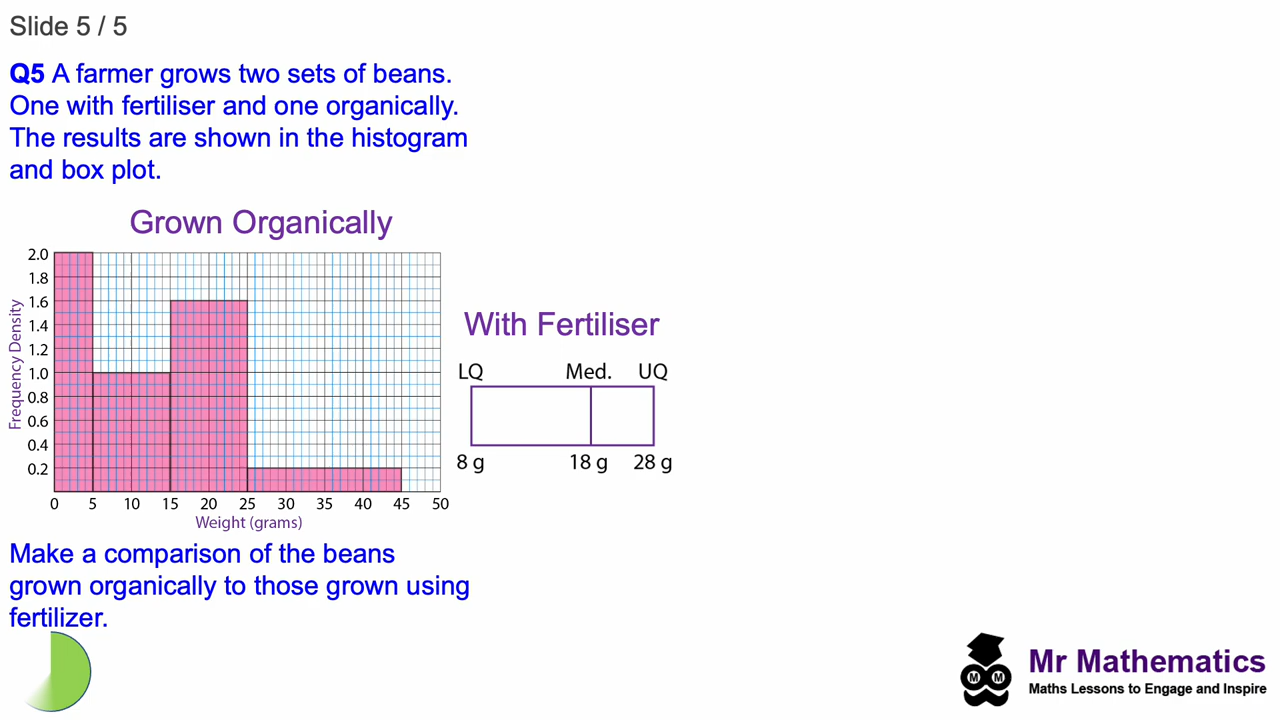 Slide 5 / 5
Q5 A farmer grows two sets of beans.
One with fertiliser and one organically.
The results are shown in the histogram
and box plot.
Grown Organically
Frequency Density
2.0
1.8
1.6
1.4
1.2
1.0
0.8
0.6
0.4
0.2
0 5 10 15 20 25 30 35 40 45 50
Weight (grams)
With Fertiliser
LQ Med. UQ
8 g 18 g 28 g
Make a comparison of the beans
grown organically to those grown using
fertilizer.
M M
Mr Mathematics
Maths Lessons to Engage and Inspire